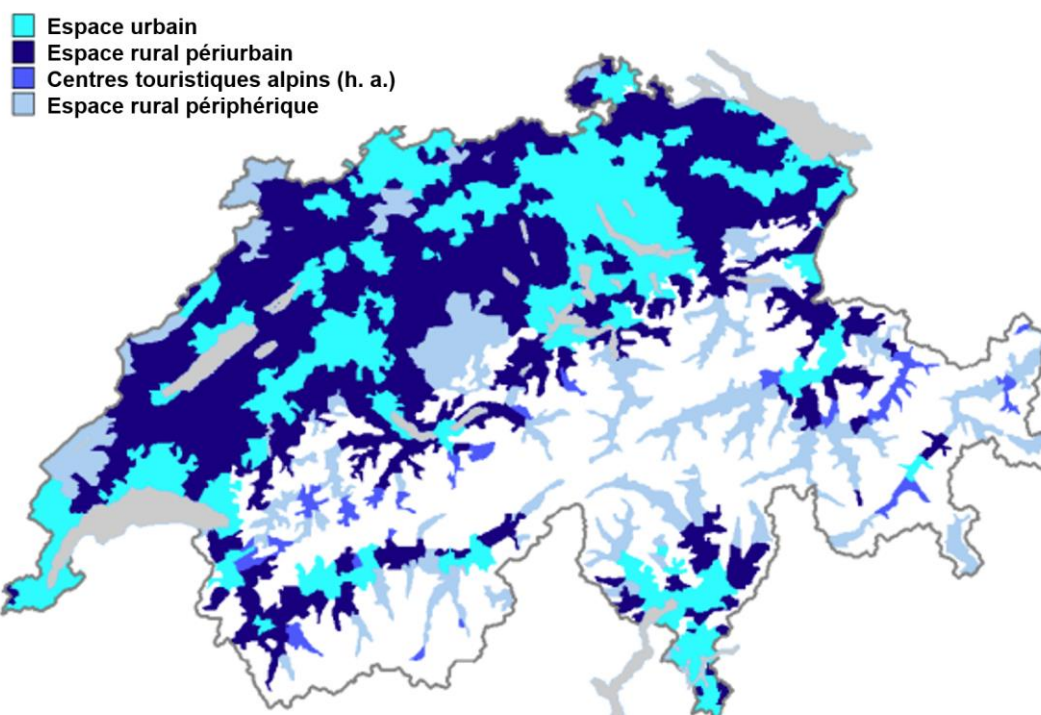 Espace urbain
Espace rural périurbain
Centres touristiques alpins (h. a.)
Espace rural périphérique